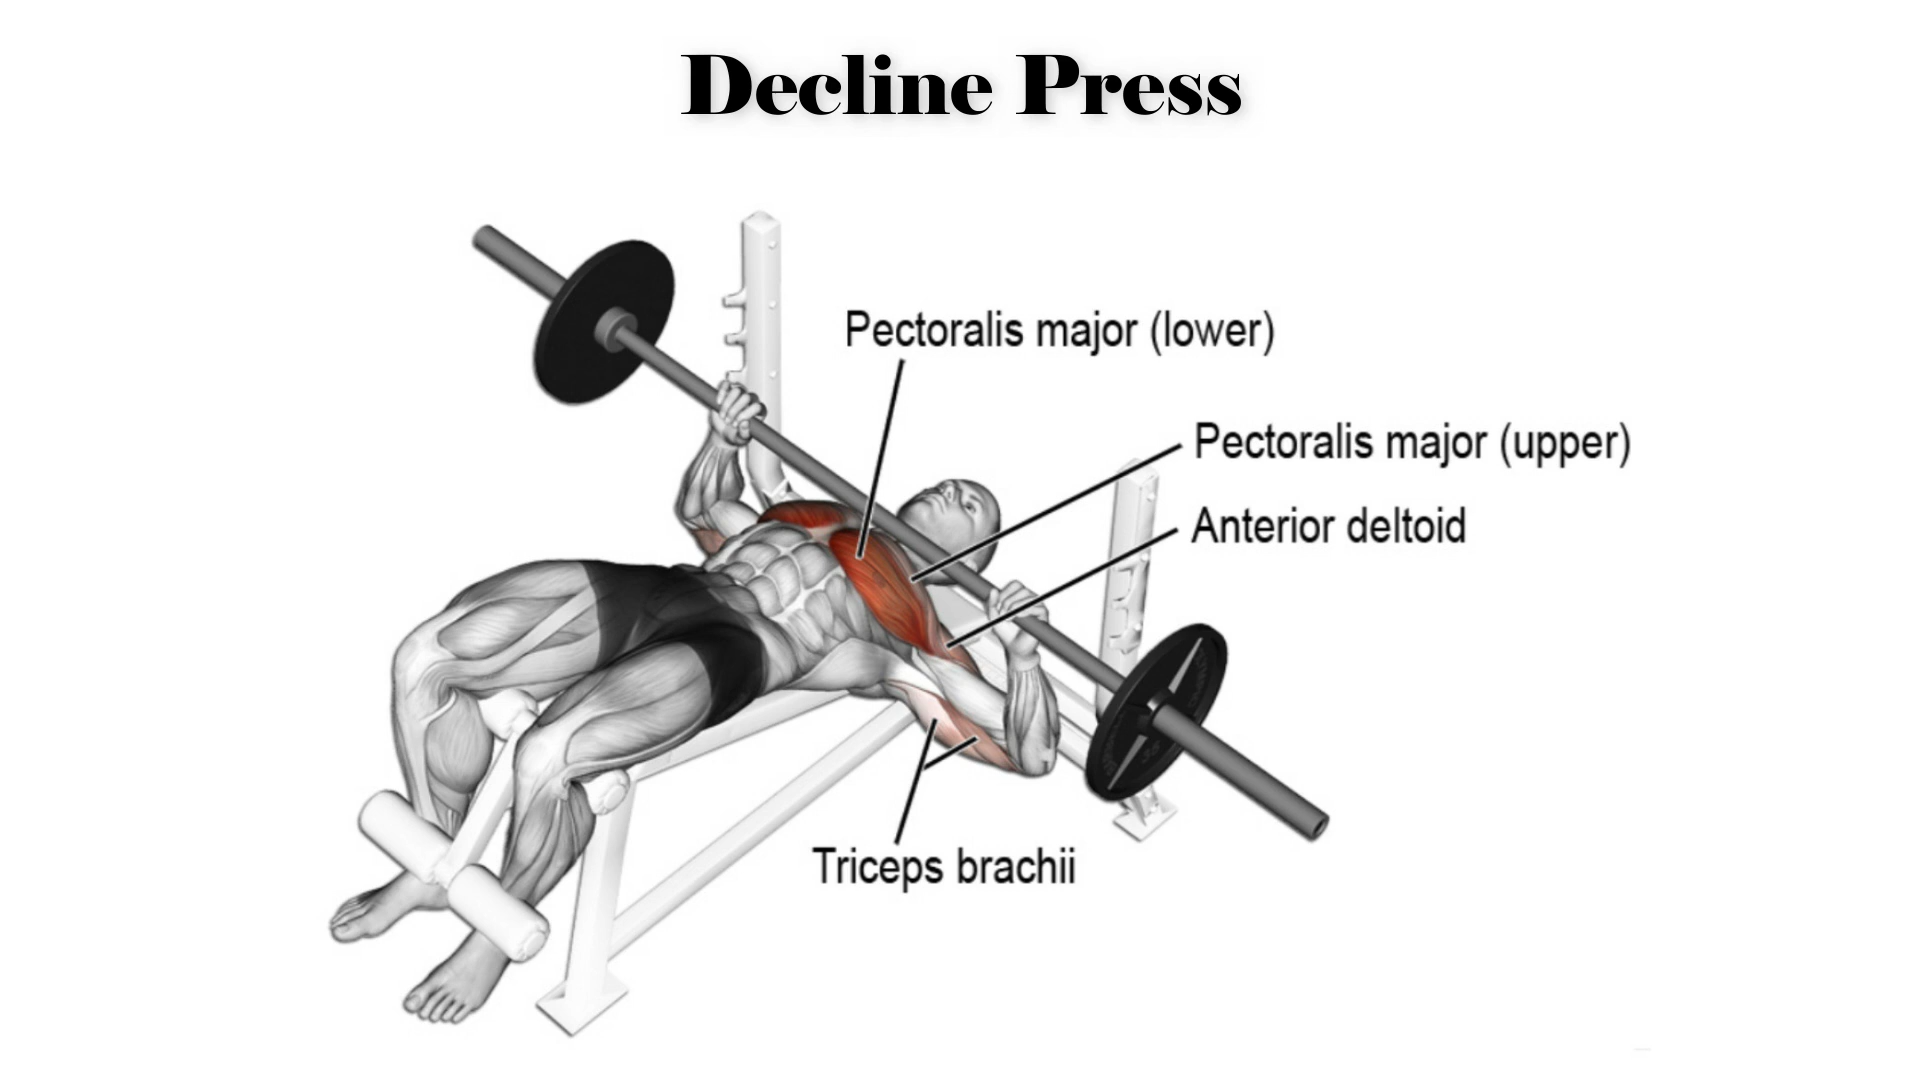 Decline Press
Pectoralis major (lower)
Pectoralis major (upper)
Anterior deltoid
Triceps brachii